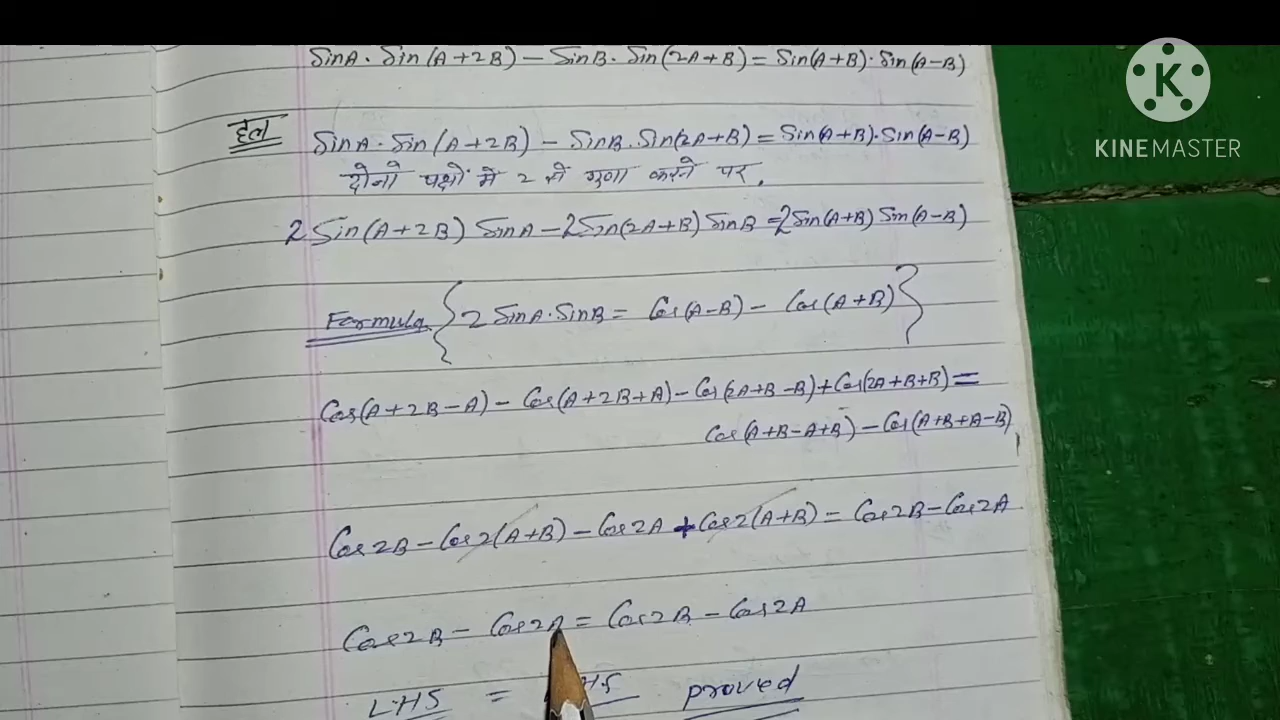 SinA · Sin(A+2B) − SinB · Sin(2A+B) = Sin(A+B) · Sin(A−B)
K
KINEMASTER
हल SinA · Sin(A+2B) − SinB · Sin(2A+B) = Sin(A+B) · Sin(A−B)
दोनो पक्षों मे 2 से गुणा करने पर,
2 Sin(A+2B) SinA − 2Sin(2A+B) SinB = 2Sin(A+B) Sin(A−B)
Formula { 2 SinA · SinB = Cos(A−B) − Cos(A+B) }
Cos(A+2B−A) − Cos(A+2B+A) − Cos(2A+B−B) + Cos(2A+B+B) =
Cos(A+B−A+B) − Cos(A+B+A−B)
Cos2B − Cos2(A+B) − Cos2A + Cos2(A+B) = Cos2B − Cos2A
Cos2B − Cos2A = Cos2B − Cos2A
LHS = HS proved